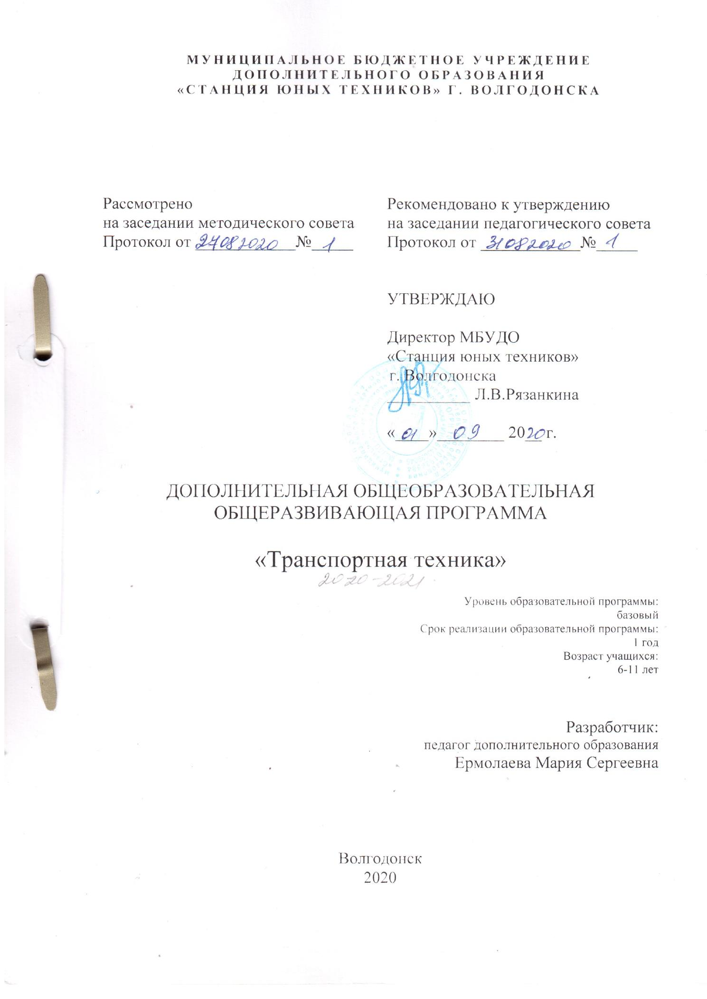 МУНИЦИПАЛЬНОЕ БЮДЖЕТНОЕ УЧРЕЖДЕНИЕ
ДОПОЛНИТЕЛЬНОГО ОБРАЗОВАНИЯ
«СТАНЦИЯ ЮНЫХ ТЕХНИКОВ» Г. ВОЛГОДОНСКА
Рассмотрено
на заседании методического совета
Протокол от 27082020 № 1
Рекомендовано к утверждению
на заседании педагогического совета
Протокол от 31082020 № 1
УТВЕРЖДАЮ
Директор МБУДО
«Станция юных техников»
г. Волгодонска
Л.В.Рязанкина
«01» 09 2020 г.
ДОПОЛНИТЕЛЬНАЯ ОБЩЕОБРАЗОВАТЕЛЬНАЯ
ОБЩЕРАЗВИВАЮЩАЯ ПРОГРАММА
«Транспортная техника»
2020-2021
Уровень образовательной программы:
базовый
Срок реализации образовательной программы:
1 год
Возраст учащихся:
6-11 лет
Разработчик:
педагог дополнительного образования
Ермолаева Мария Сергеевна
Волгодонск
2020